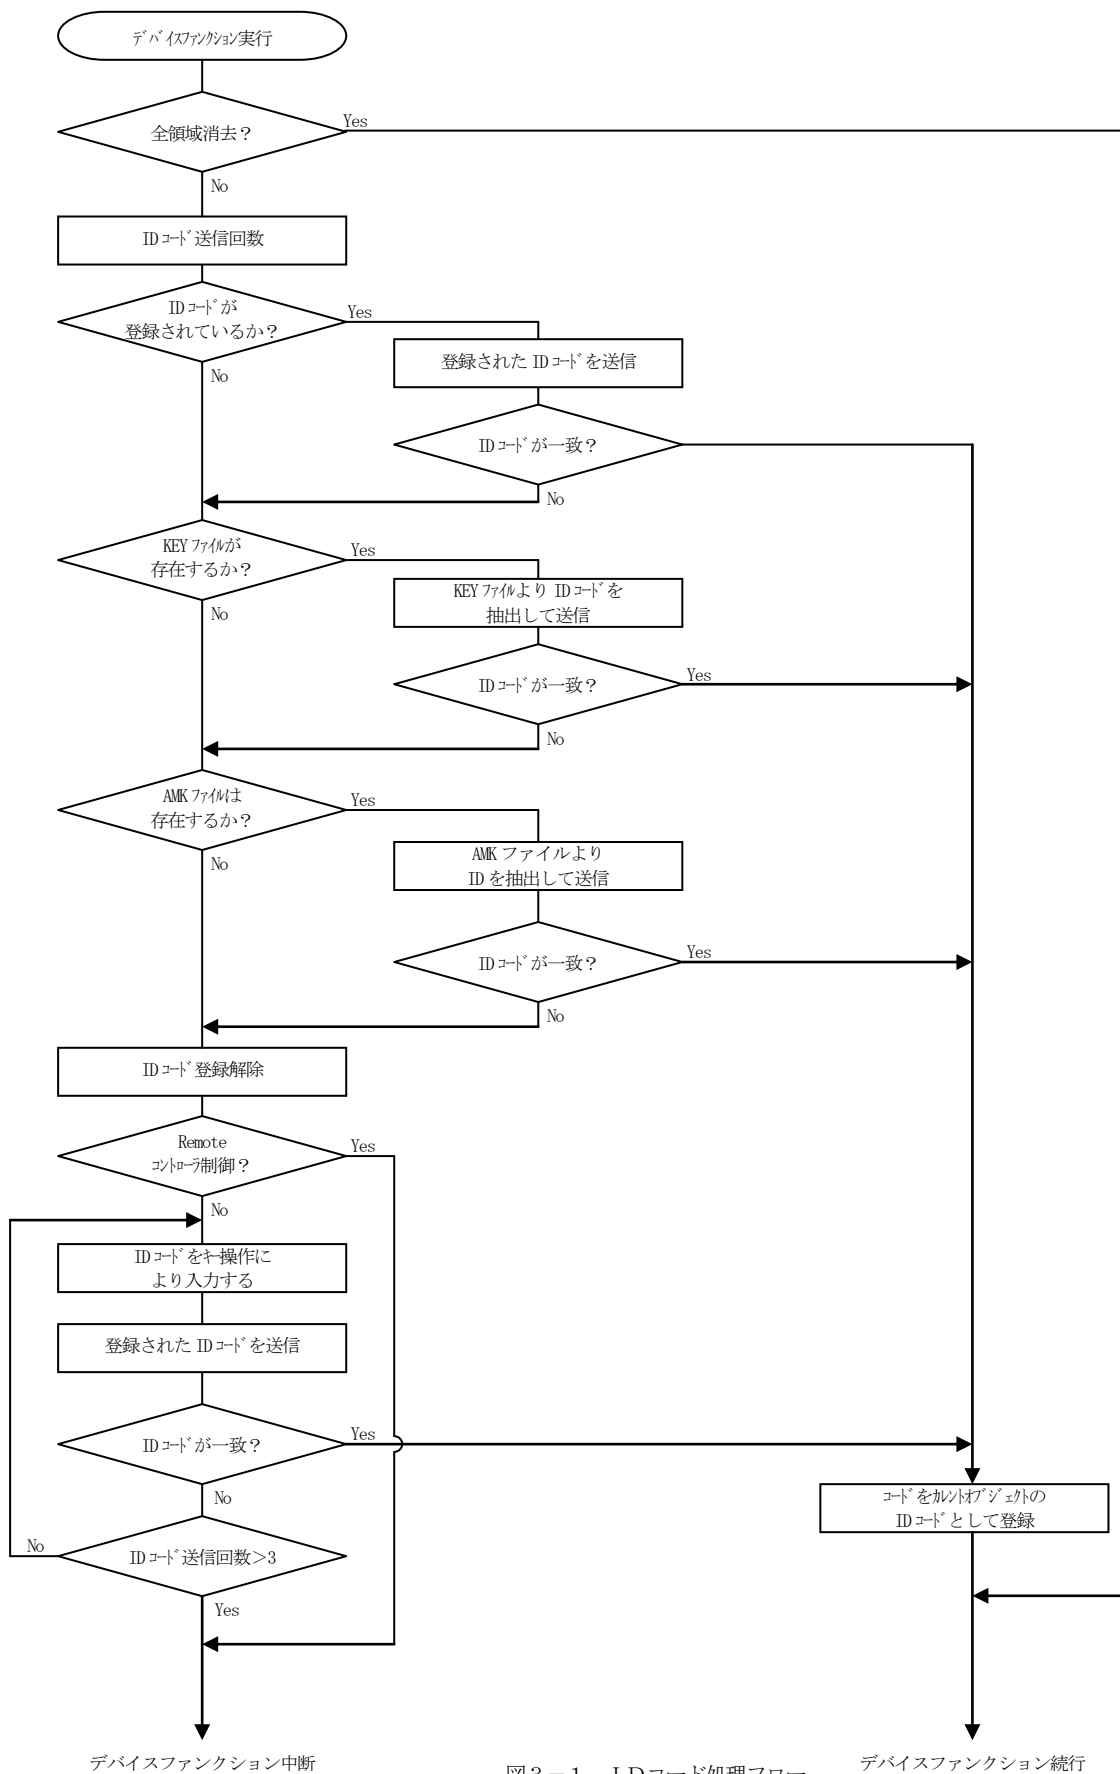 デバイスファンクション実行
全領域消去？
Yes
No
IDコード送信回数
IDコードが
登録されているか？
Yes
No
登録された IDコードを送信
IDコードが一致？
No
KEYファイルが
存在するか？
Yes
No
KEYファイルより IDコードを
抽出して送信
IDコードが一致？
Yes
No
AMKファイルは
存在するか？
Yes
No
AMK ファイルより
ID を抽出して送信
IDコードが一致？
Yes
No
IDコード登録解除
Remote
コントローラ制御？
Yes
No
IDコードをキー操作に
より入力する
登録された IDコードを送信
IDコードが一致？
Yes
No
コードをカレントオブジェクトの
IDコードとして登録
IDコード送信回数＞3
No
Yes
デバイスファンクション中断
図３－１　ＩＤコード処理フロー
デバイスファンクション続行